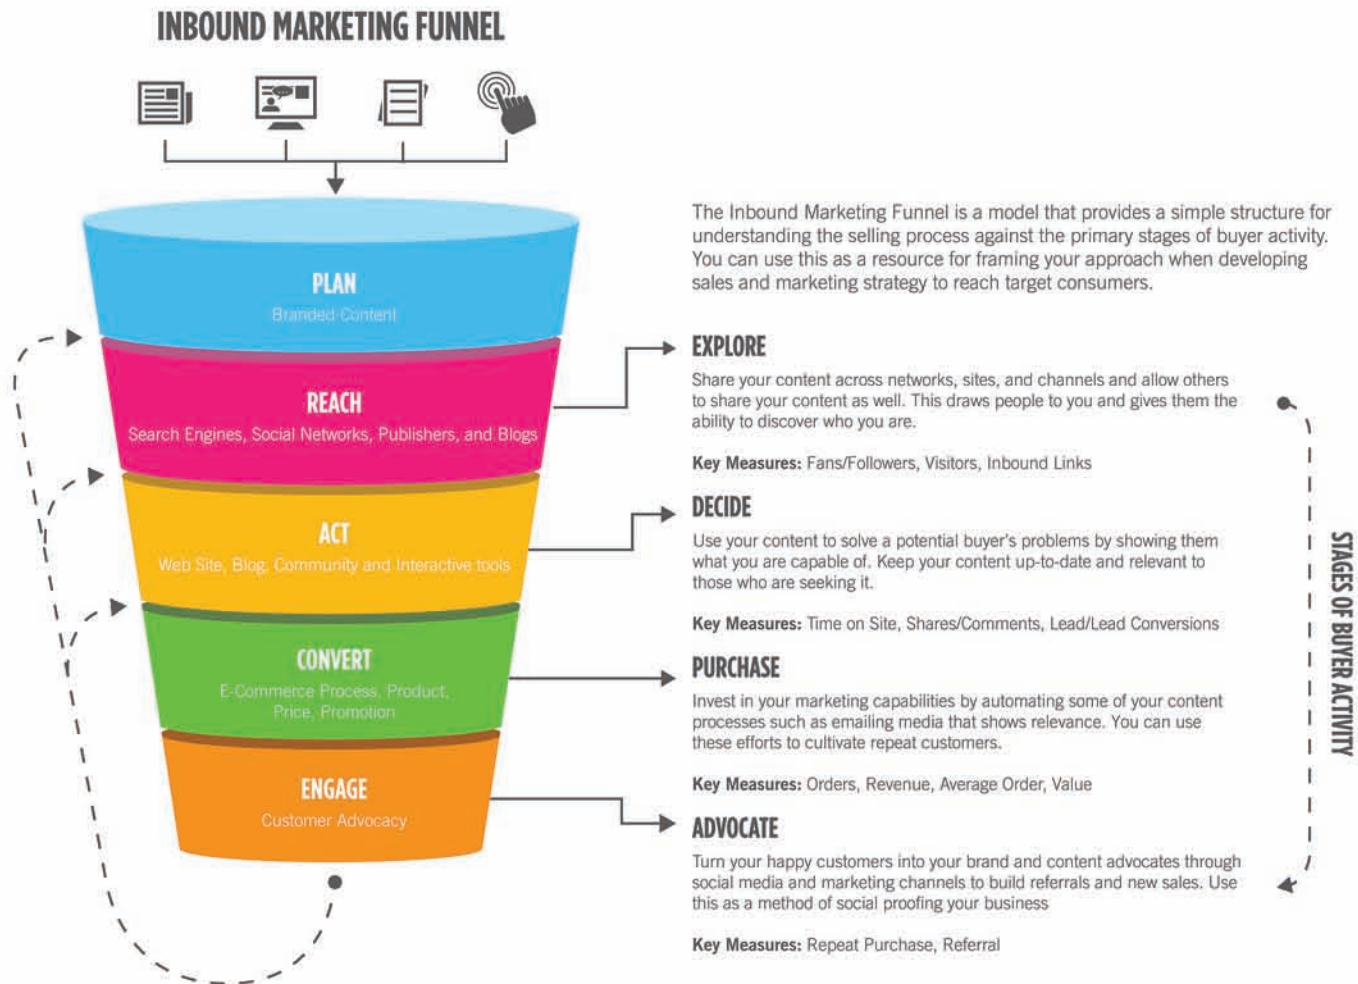 INBOUND MARKETING FUNNEL
PLAN
Branded Content
REACH
Search Engines, Social Networks, Publishers, and Blogs
ACT
Web Site, Blog, Community and Interactive tools
CONVERT
E-Commerce Process, Product,
Price, Promotion
ENGAGE
Customer Advocacy
The Inbound Marketing Funnel is a model that provides a simple structure for
understanding the selling process against the primary stages of buyer activity.
You can use this as a resource for framing your approach when developing
sales and marketing strategy to reach target consumers.
EXPLORE
Share your content across networks, sites, and channels and allow others
to share your content as well. This draws people to you and gives them the
ability to discover who you are.
Key Measures: Fans/Followers, Visitors, Inbound Links
DECIDE
Use your content to solve a potential buyer's problems by showing them
what you are capable of. Keep your content up-to-date and relevant to
those who are seeking it.
Key Measures: Time on Site, Shares/Comments, Lead/Lead Conversions
PURCHASE
Invest in your marketing capabilities by automating some of your content
processes such as emailing media that shows relevance. You can use
these efforts to cultivate repeat customers.
Key Measures: Orders, Revenue, Average Order, Value
ADVOCATE
Turn your happy customers into your brand and content advocates through
social media and marketing channels to build referrals and new sales. Use
this as a method of social proofing your business
Key Measures: Repeat Purchase, Referral
STAGES OF BUYER ACTIVITY